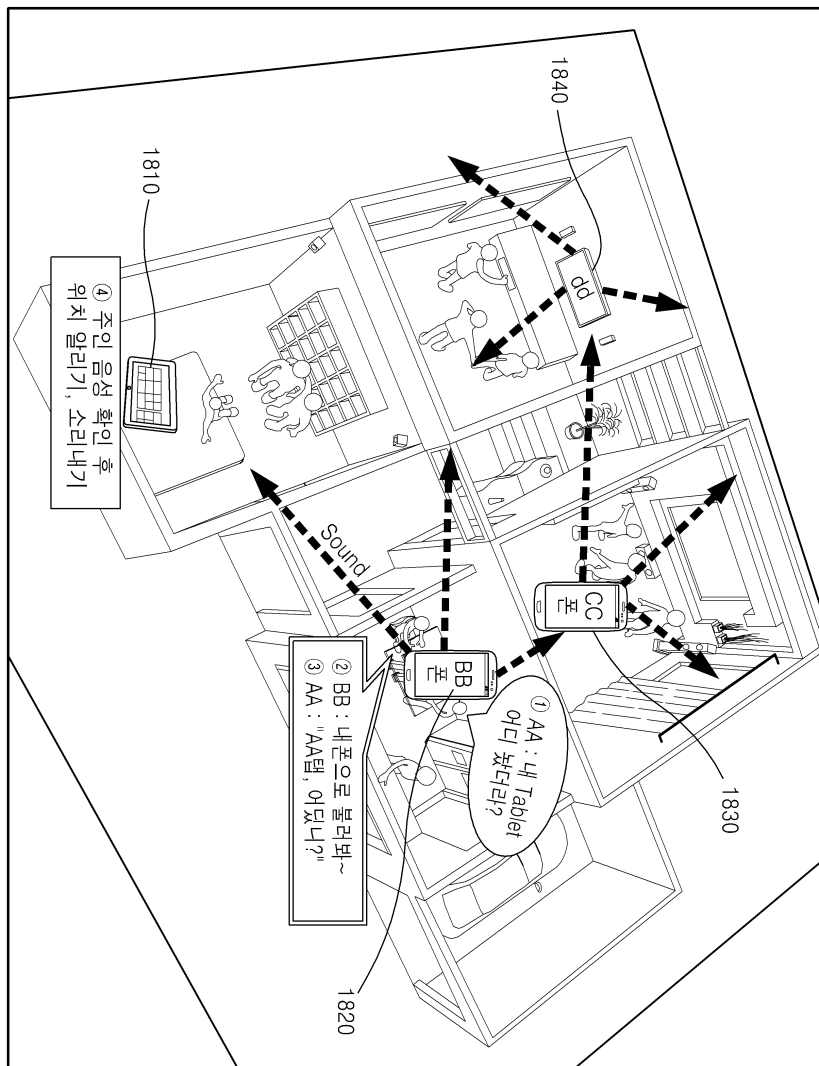 1830
1840
CC
폰
dd
① AA : 내 Tablet
어디 놨더라?
BB
폰
Sound
② BB : 내폰으로 불러봐~
③ AA : "AA탭, 어딨니?"
1820
1810
④ 주인 음성 확인 후
위치 알리기, 소리내기